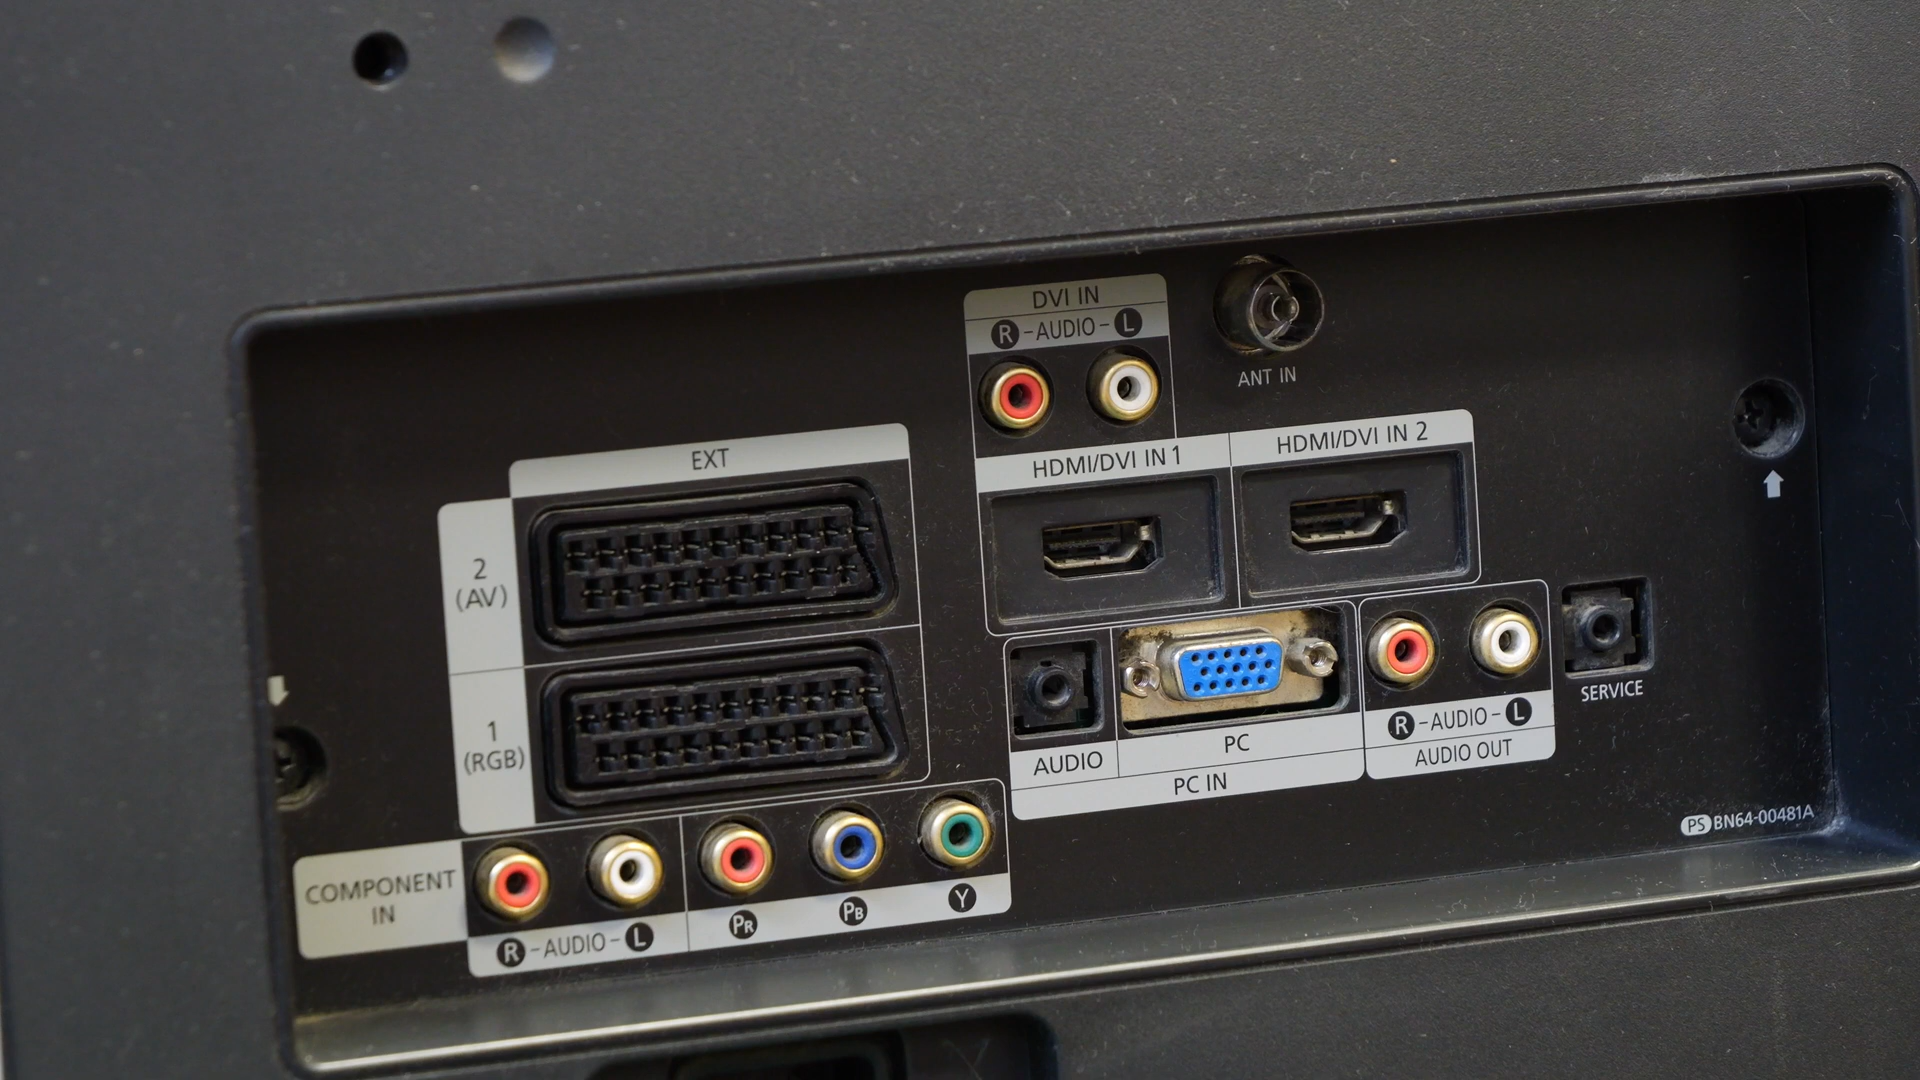 DVI IN
R - AUDIO - L
ANT IN
HDMI/DVI IN 1
HDMI/DVI IN 2
EXT
2
(AV)
1
(RGB)
AUDIO
PC
PC IN
R - AUDIO - L
AUDIO OUT
SERVICE
COMPONENT
IN
R - AUDIO - L
PR
PB
Y
PS BN64-00481A